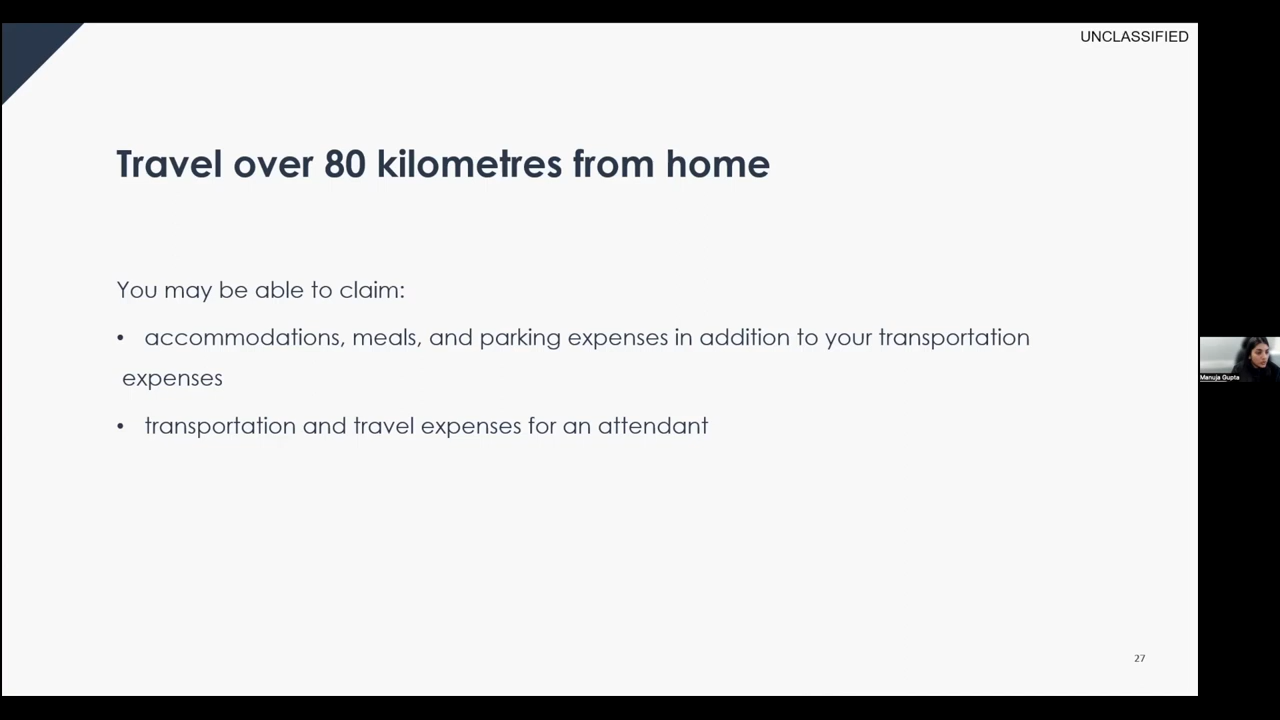 UNCLASSIFIED
Travel over 80 kilometres from home
You may be able to claim:
• accommodations, meals, and parking expenses in addition to your transportation
expenses
• transportation and travel expenses for an attendant
Manuja Gupta
27